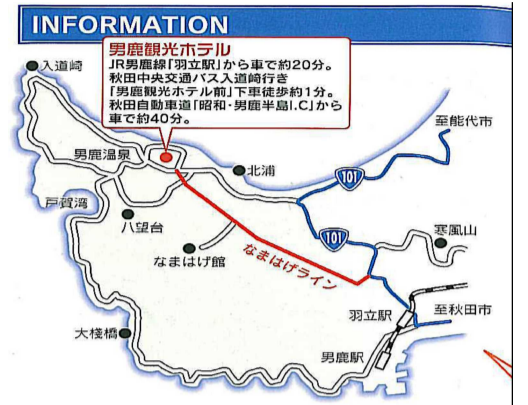 INFORMATION
男鹿観光ホテル
JR男鹿線「羽立駅」から車で約20分。
秋田中央交通バス入道崎行き
「男鹿観光ホテル前」下車徒歩約1分。
秋田自動車道「昭和・男鹿半島I.C」から
車で約40分。
入道崎
至能代市
男鹿温泉
北浦
101
戸賀湾
八望台
101
寒風山
なまはげ館
なまはげライン
羽立駅
至秋田市
大棧橋
男鹿駅